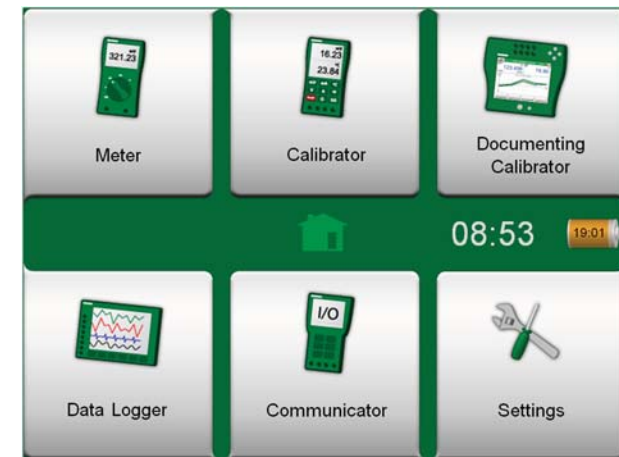 321.23
16.23
23.84
Meter
Calibrator
Documenting
Calibrator
08:53
19:01
I/O
Data Logger
Communicator
Settings